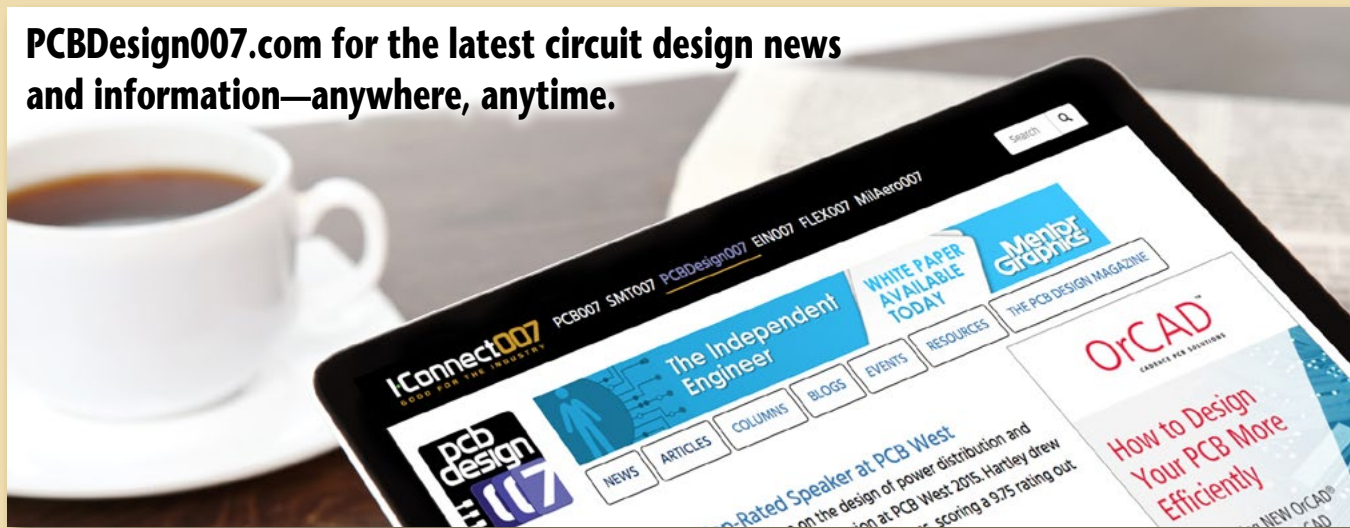 PCBDesign007.com for the latest circuit design news
and information—anywhere, anytime.
Search
I-Connect007
GOOD FOR THE INDUSTRY
PCB007 SMT007 PCBDesign007 EIN007 FLEX007 MilAero007
The Independent
Engineer
WHITE PAPER
AVAILABLE
TODAY
Mentor
Graphics®
pcb
design
007
NEWS
ARTICLES
COLUMNS
BLOGS
EVENTS
RESOURCES
THE PCB DESIGN MAGAZINE
Speaker at PCB West
on the design of power distribution and
at PCB West 2015. Hartley drew
scoring a 9.75 rating out
OrCAD™
CADENCE PCB SOLUTIONS
How to Design
Your PCB More
Efficiently
NEW OrCAD®